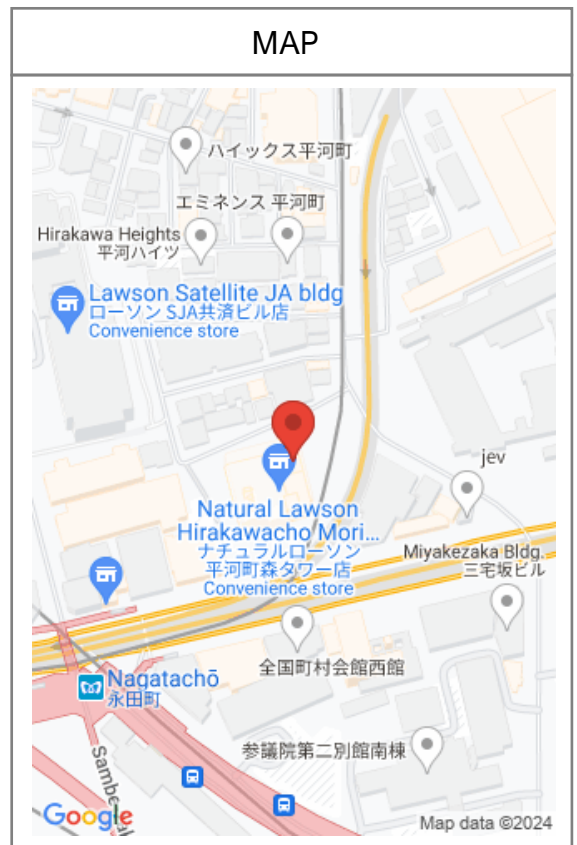 MAP
ハイックス平河町
エミネンス 平河町
Hirakawa Heights
平河ハイツ
Lawson Satellite JA bldg
ローソン SJA共済ビル店
Convenience store
jev
Natural Lawson
Hirakawacho Mori...
ナチュラルローソン
平河町森タワー店
Convenience store
Miyakezaka Bldg.
三宅坂ビル
全国町村会館西館
Nagatachō
永田町
参議院第二別館南棟
Google
Map data ©2024